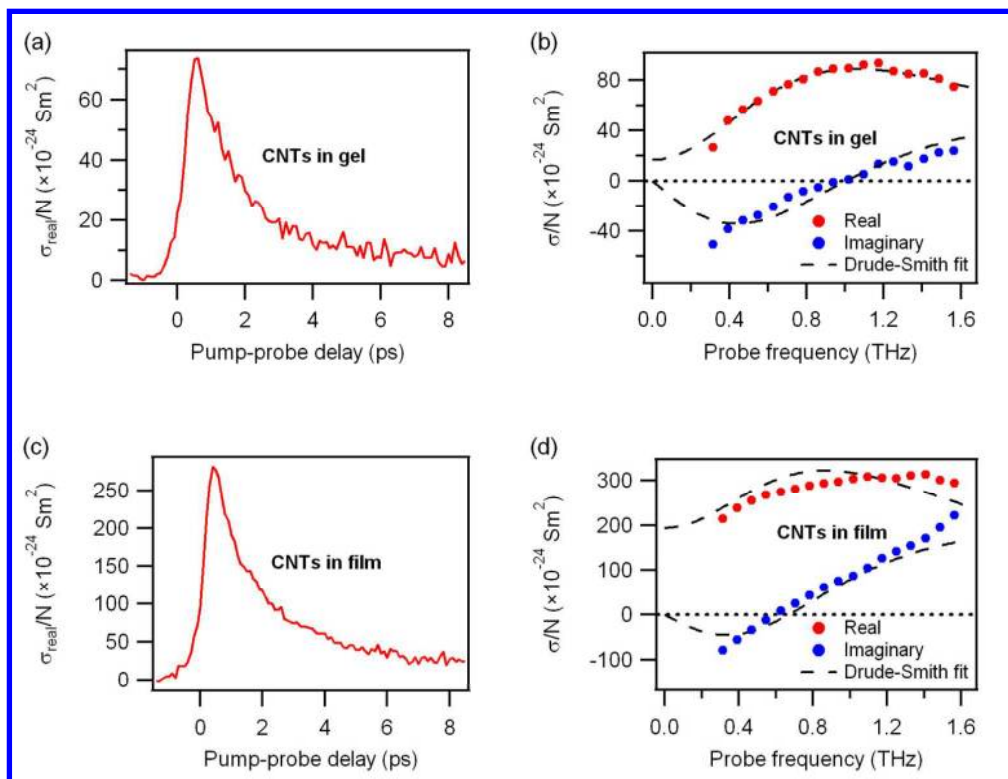 (a)
σreal/N (×10⁻²⁴ Sm²)
60
40
20
0
CNTs in gel
0 2 4 6 8
Pump-probe delay (ps)
(b)
σ/N (×10⁻²⁴ Sm²)
80
40
0
-40
CNTs in gel
Real
Imaginary
Drude-Smith fit
0.0 0.4 0.8 1.2 1.6
Probe frequency (THz)
(c)
σreal/N (×10⁻²⁴ Sm²)
250
200
150
100
50
0
CNTs in film
0 2 4 6 8
Pump-probe delay (ps)
(d)
σ/N (×10⁻²⁴ Sm²)
300
200
100
0
-100
CNTs in film
Real
Imaginary
Drude-Smith fit
0.0 0.4 0.8 1.2 1.6
Probe frequency (THz)